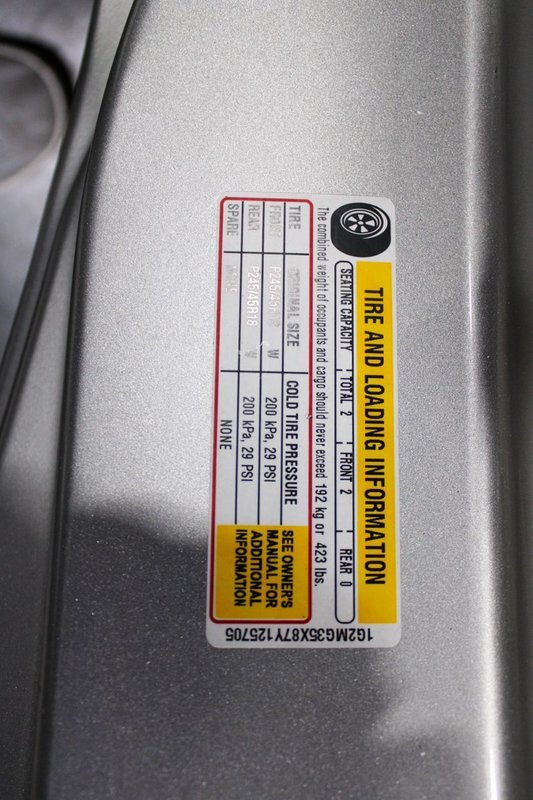 TIRE AND LOADING INFORMATION
SEATING CAPACITY TOTAL 2 FRONT 2 REAR 0
The combined weight of occupants and cargo should never exceed 192 kg or 423 lbs.
TIRE ORIGINAL SIZE COLD TIRE PRESSURE
FRONT P245/45R18 W 200 kPa, 29 PSI
REAR P245/45R18 W 200 kPa, 29 PSI
SPARE NONE
SEE OWNER'S
MANUAL FOR
ADDITIONAL
INFORMATION
1G2MG35X87Y125705